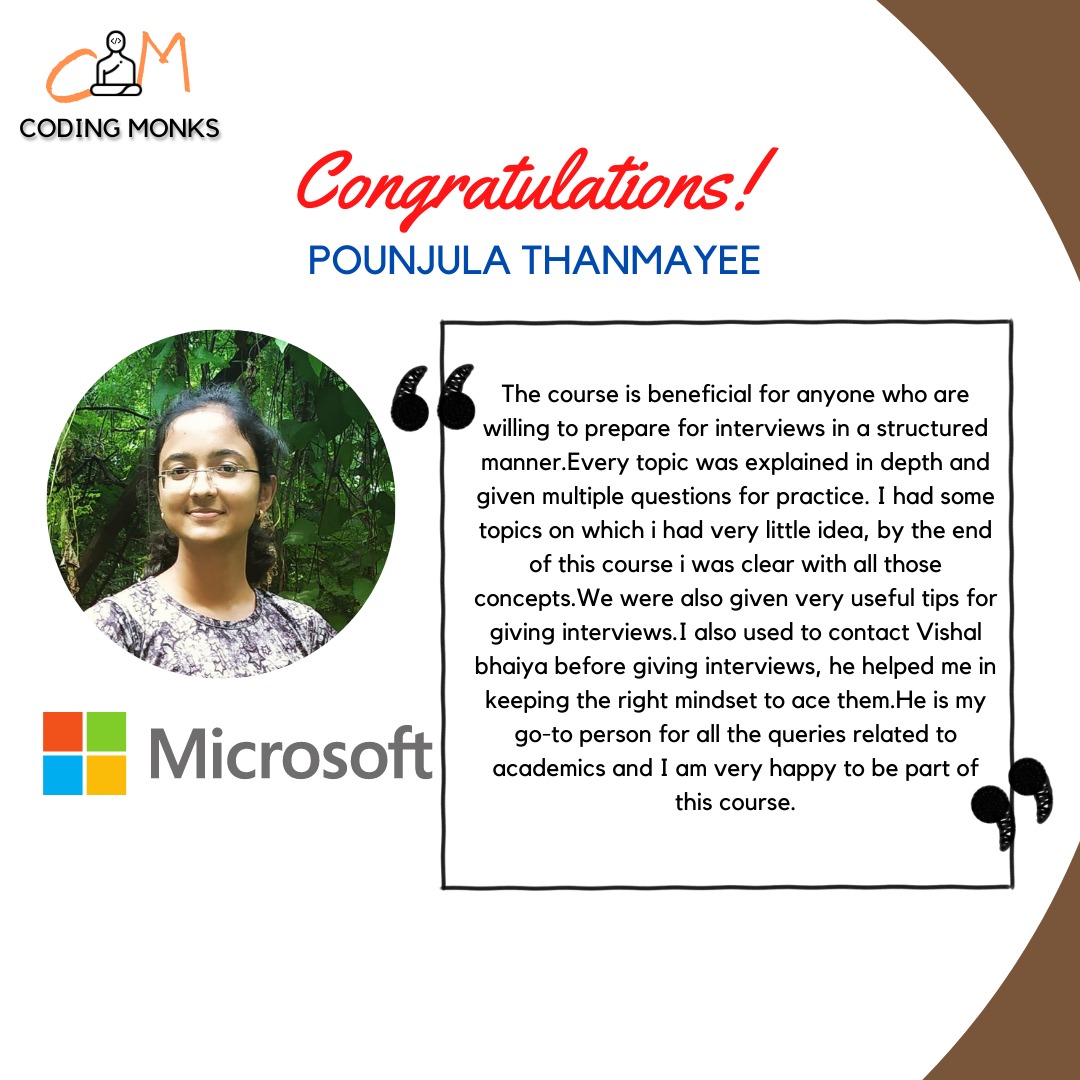 CM
CODING MONKS
Congratulations!
POUNJULA THANMAYEE
The course is beneficial for anyone who are
willing to prepare for interviews in a structured
manner.Every topic was explained in depth and
given multiple questions for practice. I had some
topics on which i had very little idea, by the end
of this course i was clear with all those
concepts.We were also given very useful tips for
giving interviews.I also used to contact Vishal
bhaiya before giving interviews, he helped me in
keeping the right mindset to ace them.He is my
go-to person for all the queries related to
academics and I am very happy to be part of
this course.
Microsoft